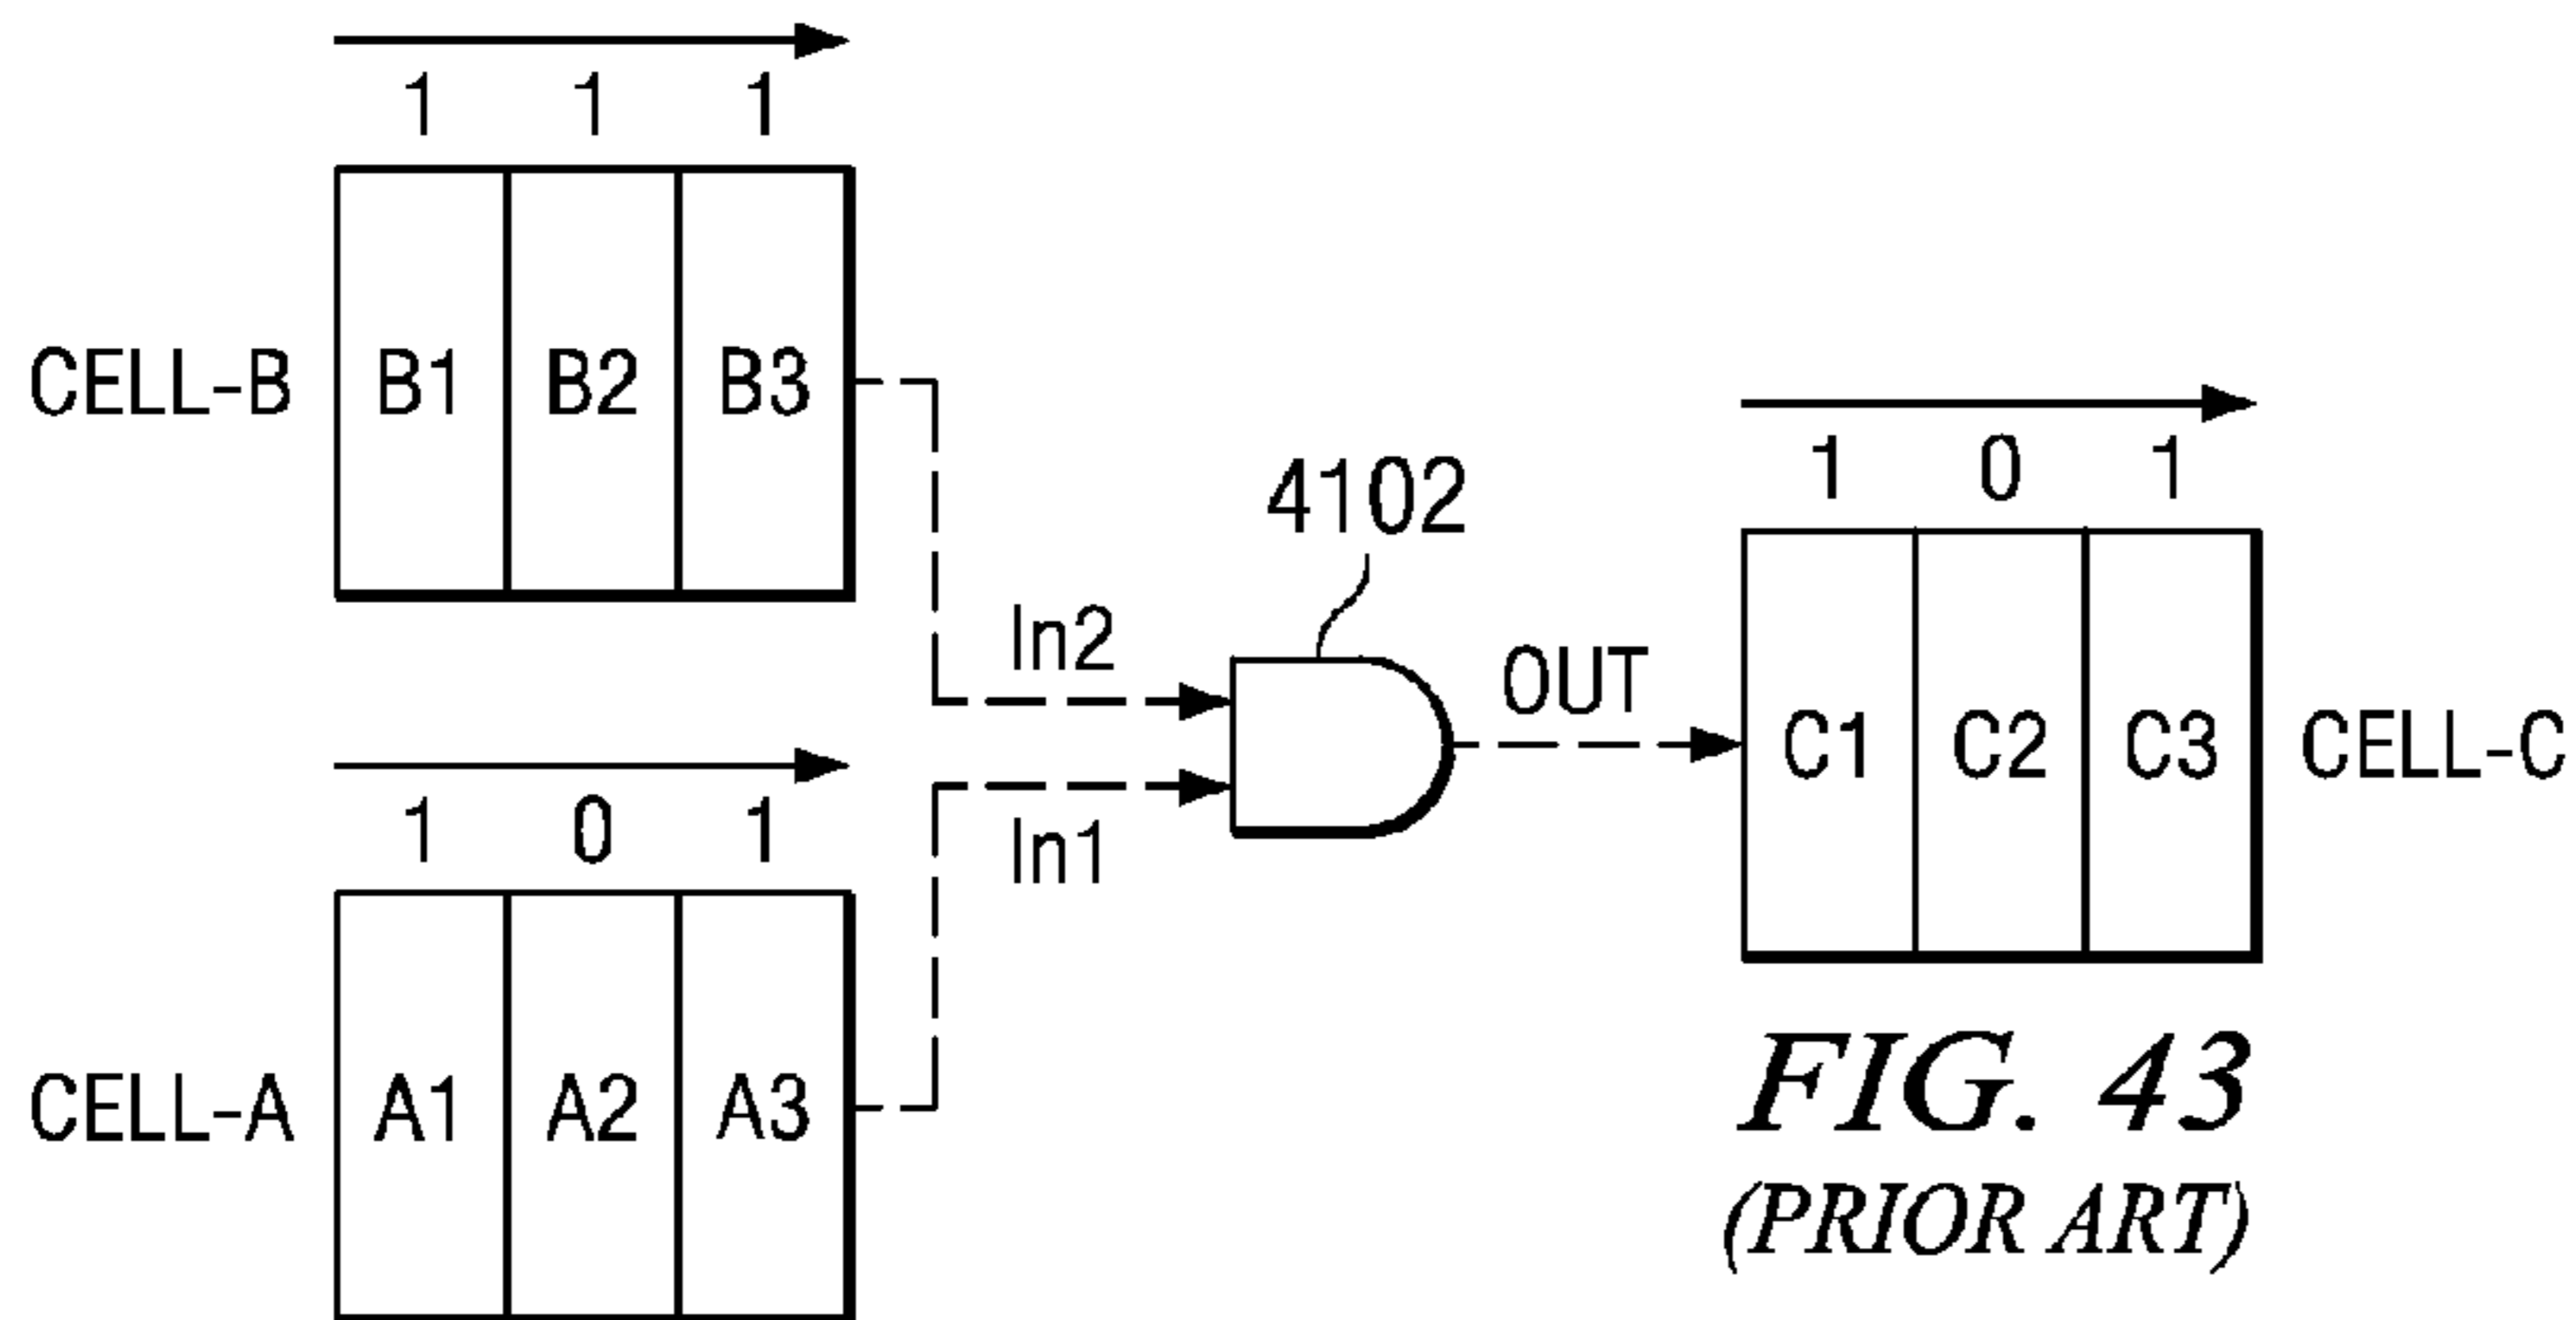 1 1 1
CELL-B B1 B2 B3
In2
4102
OUT
1 0 1
C1 C2 C3 CELL-C
1 0 1
In1
CELL-A A1 A2 A3
FIG. 43
(PRIOR ART)